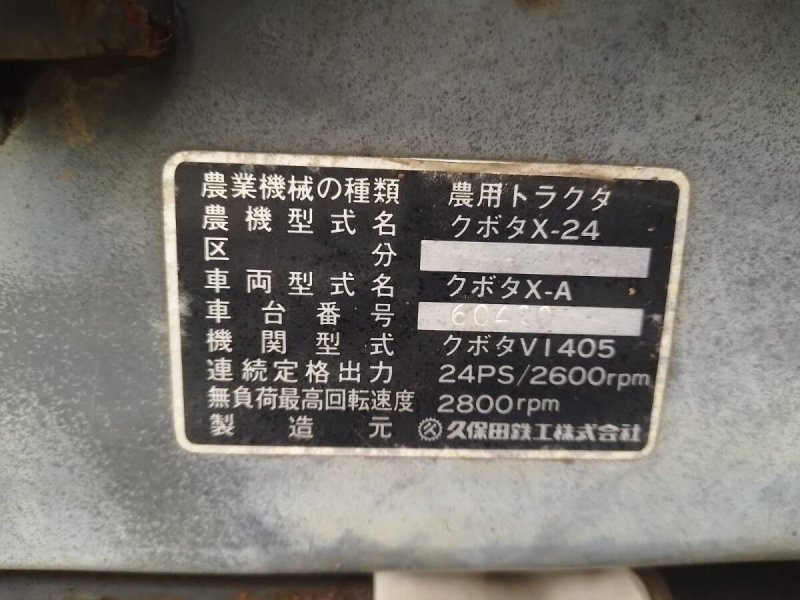 農業機械の種類 農用トラクタ
農機型式名 クボタX-24
区分
車両型式名 クボタX-A
車台番号
機関型式 クボタV1405
連続定格出力 24PS/2600rpm
無負荷最高回転速度 2800rpm
製造元 久保田鉄工株式会社